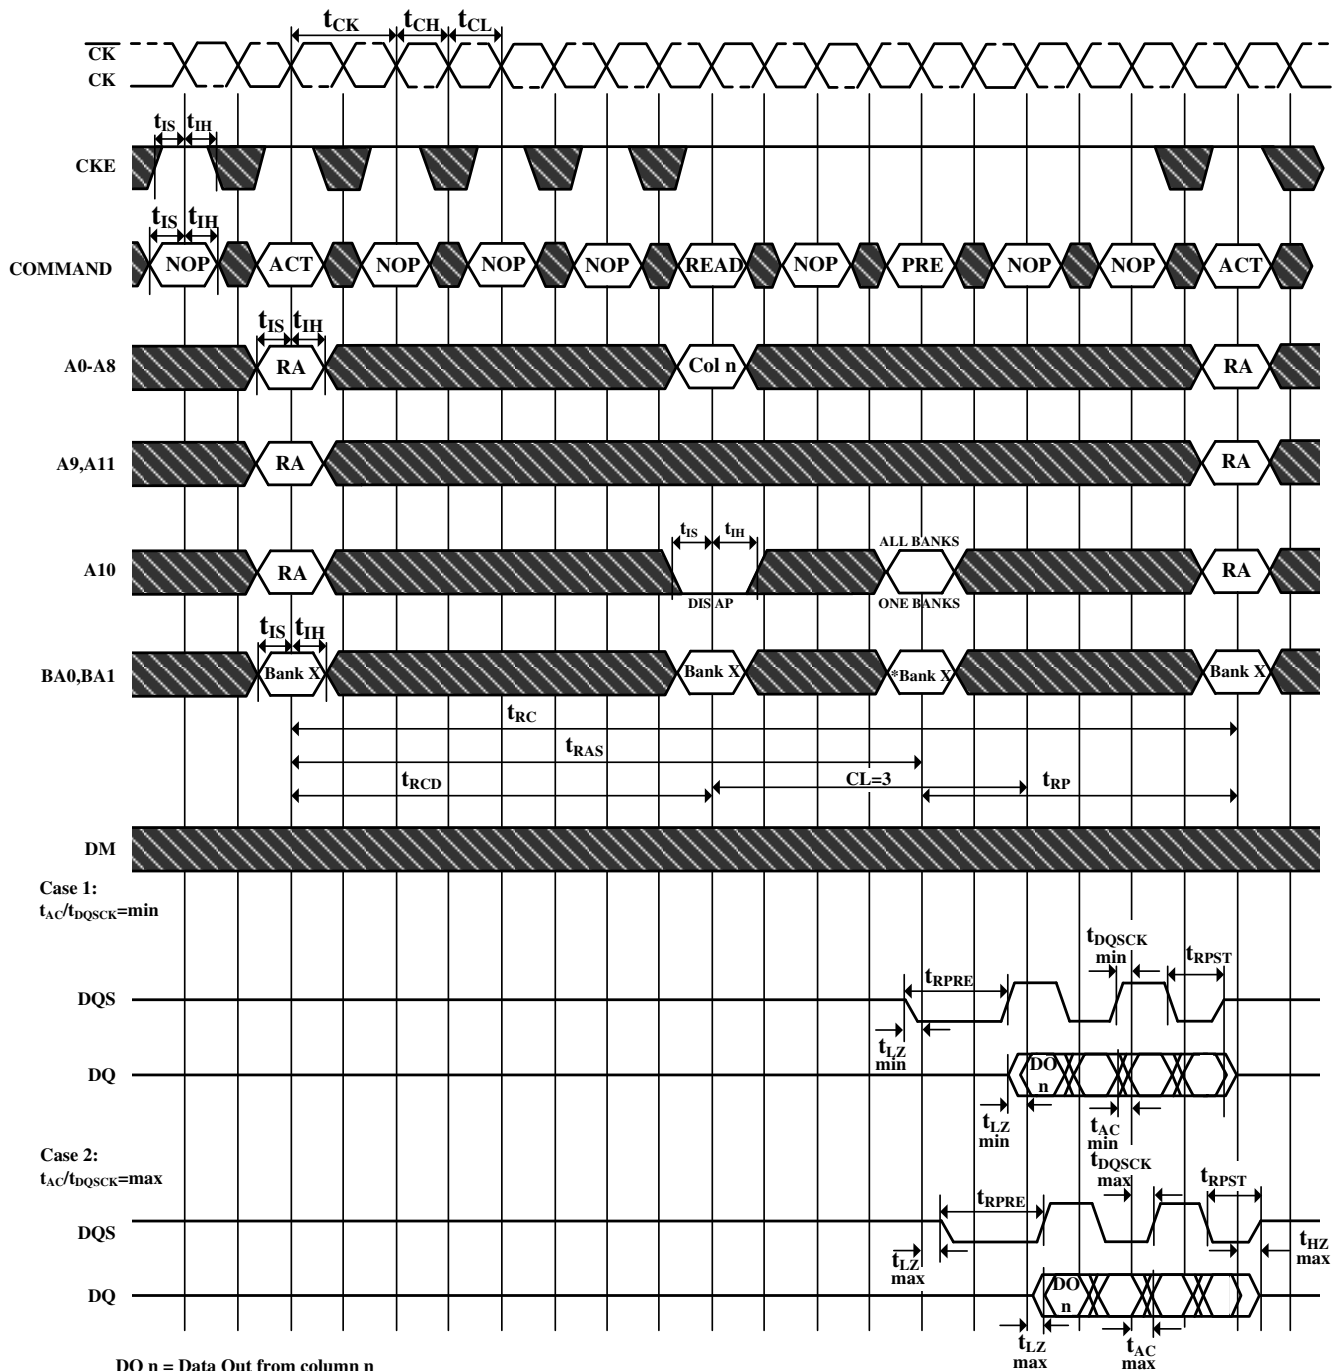 tCK tCH tCL
CK
CK
tIS tIH
CKE
tIS tIH
COMMAND NOP ACT NOP NOP NOP READ NOP PRE NOP NOP ACT
tIS tIH
A0-A8 RA Col n RA
A9,A11 RA RA
tIS tIH ALL BANKS
A10 RA RA
DIS AP ONE BANKS
tIS tIH
BA0,BA1 Bank X Bank X *Bank X Bank X
tRC
tRAS
tRCD CL=3 tRP
DM
Case 1:
tAC/tDQSCK=min
tDQSCK
min
tRPST
tRPRE
DQS
tLZ
min
DQ DO
n
tLZ
min
tAC
min
Case 2:
tAC/tDQSCK=max
tDQSCK
max
tRPST
tRPRE
DQS
tLZ
max
tHZ
max
DQ DO
n
tLZ
max
tAC
max
DO n = Data Out from column n